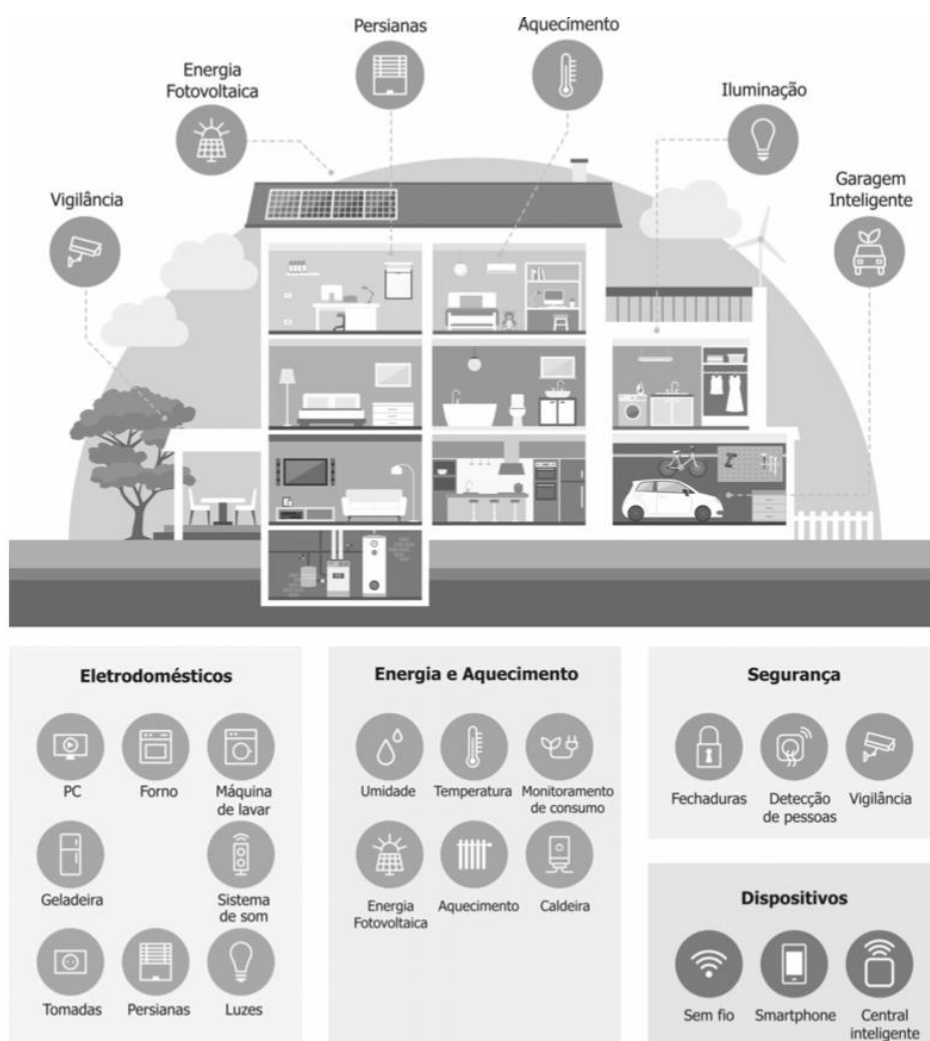 Persianas
Aquecimento
Energia
Fotovoltaica
Iluminação
Vigilância
Garagem
Inteligente
Eletrodomésticos
PC
Forno
Máquina
de lavar
Geladeira
Sistema
de som
Tomadas
Persianas
Luzes
Energia e Aquecimento
Umidade
Temperatura
Monitoramento
de consumo
Energia
Fotovoltaica
Aquecimento
Caldeira
Segurança
Fechaduras
Detecção
de pessoas
Vigilância
Dispositivos
Sem fio
Smartphone
Central
inteligente